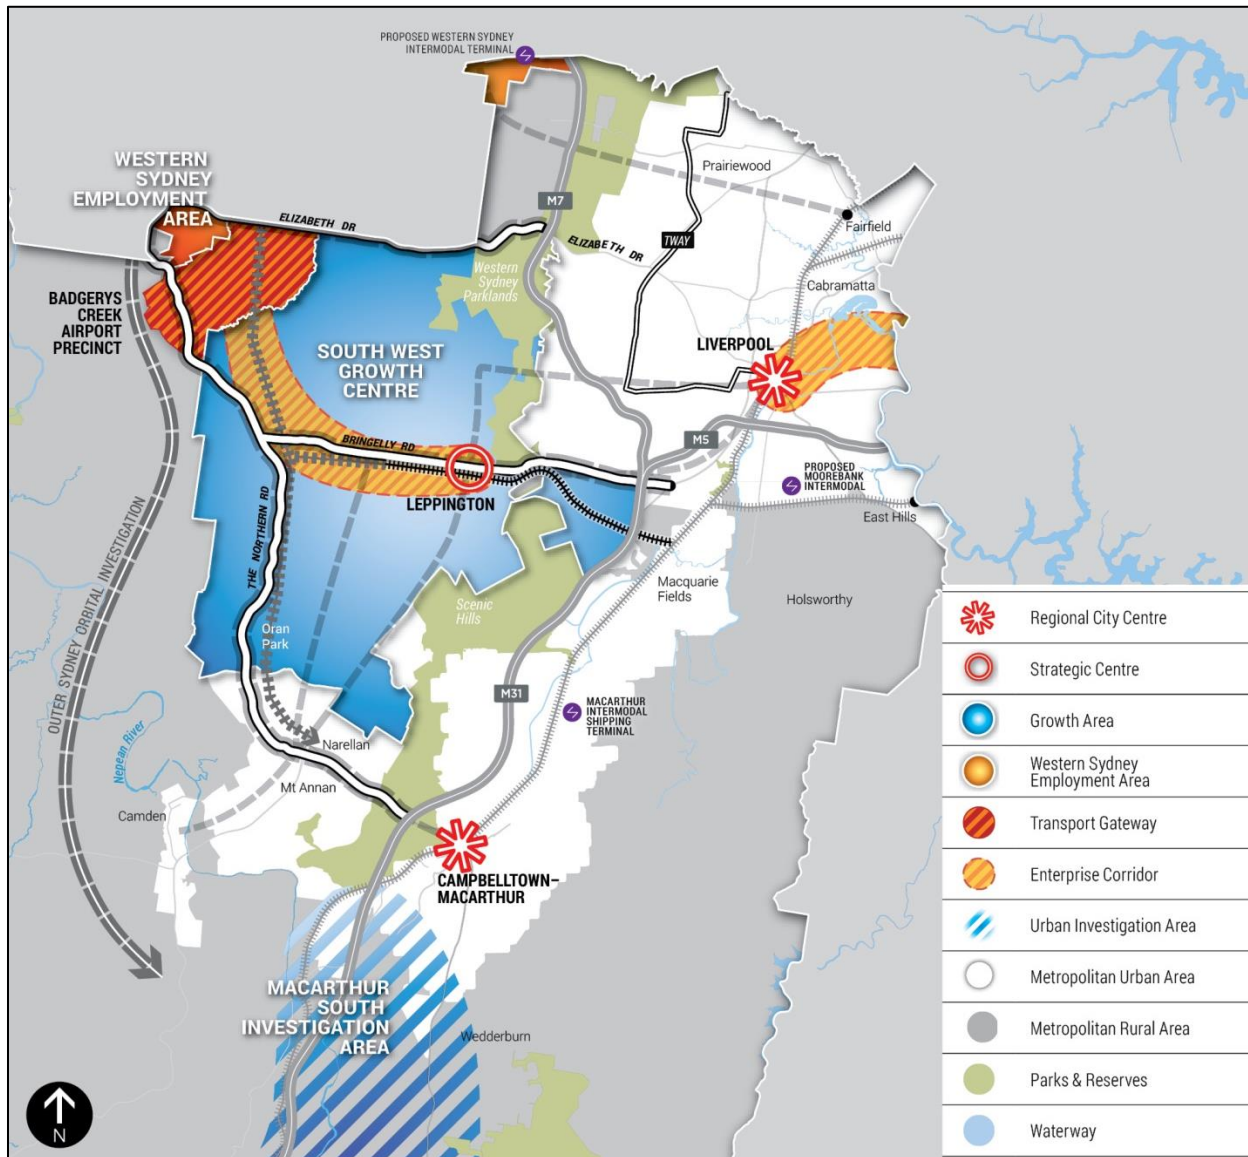 PROPOSED WESTERN SYDNEY
INTERMODAL TERMINAL
WESTERN
SYDNEY
EMPLOYMENT
AREA
ELIZABETH DR
M7
Prairiewood
Fairfield
TWAY
ELIZABETH DR
Western
Sydney
Parklands
Cabramatta
BADGERYS
CREEK
AIRPORT
PRECINCT
SOUTH WEST
GROWTH
CENTRE
LIVERPOOL
BRINGELLY RD
M5
PROPOSED
MOOREBANK
INTERMODAL
LEPPINGTON
East Hills
THE NORTHERN RD
OUTER SYDNEY ORBITAL INVESTIGATION
Macquarie
Fields
Holsworthy
Scenic
Hills
Oran
Park
M31
MACARTHUR
INTERMODAL
SHIPPING
TERMINAL
Nepean River
Narellan
Mt Annan
Camden
CAMPBELLTOWN–
MACARTHUR
MACARTHUR
SOUTH
INVESTIGATION
AREA
Wedderburn
N
Regional City Centre
Strategic Centre
Growth Area
Western Sydney
Employment Area
Transport Gateway
Enterprise Corridor
Urban Investigation Area
Metropolitan Urban Area
Metropolitan Rural Area
Parks & Reserves
Waterway